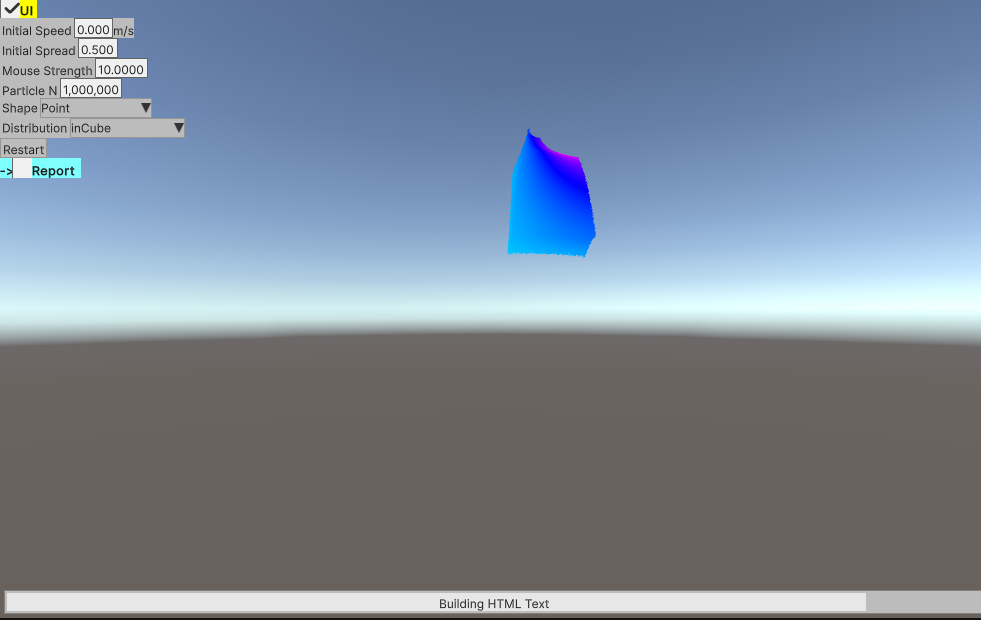 UI
Initial Speed 0.000 m/s
Initial Spread 0.500
Mouse Strength 10.0000
Particle N 1,000,000
Shape Point
Distribution inCube
Restart
-> Report
Building HTML Text